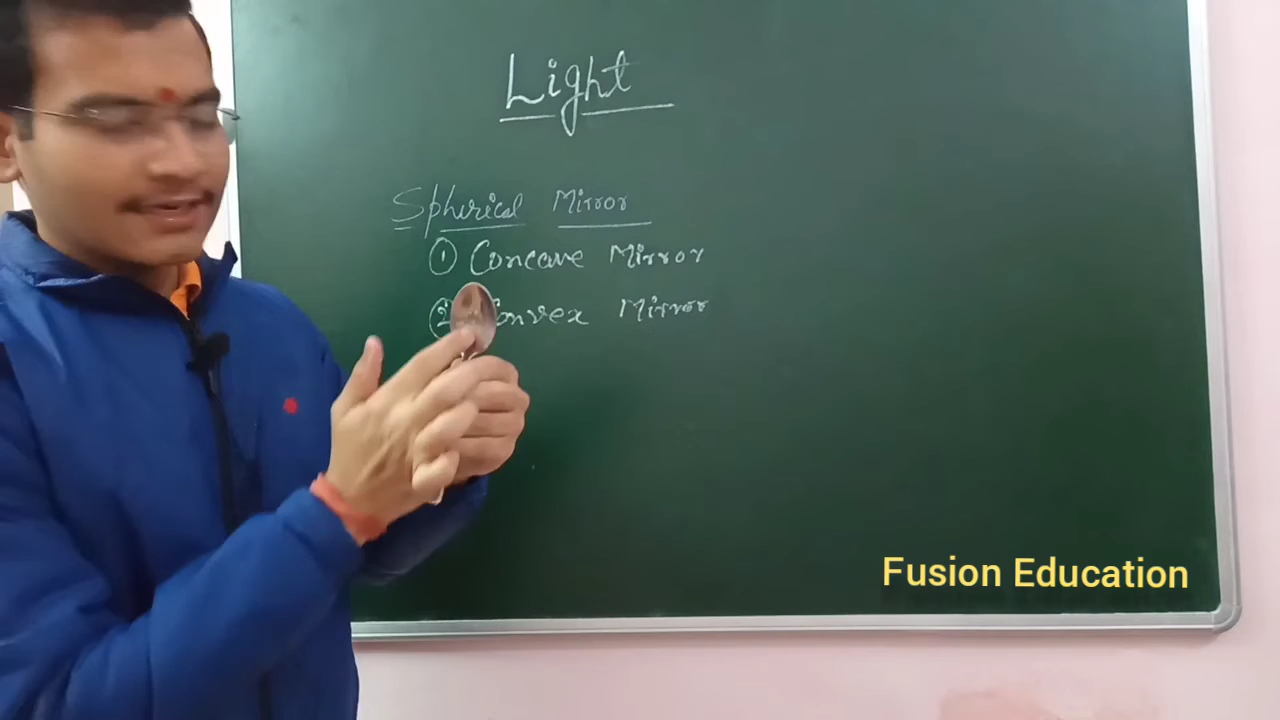 Light
Spherical Mirror
① Concave Mirror
② Convex Mirror
Fusion Education